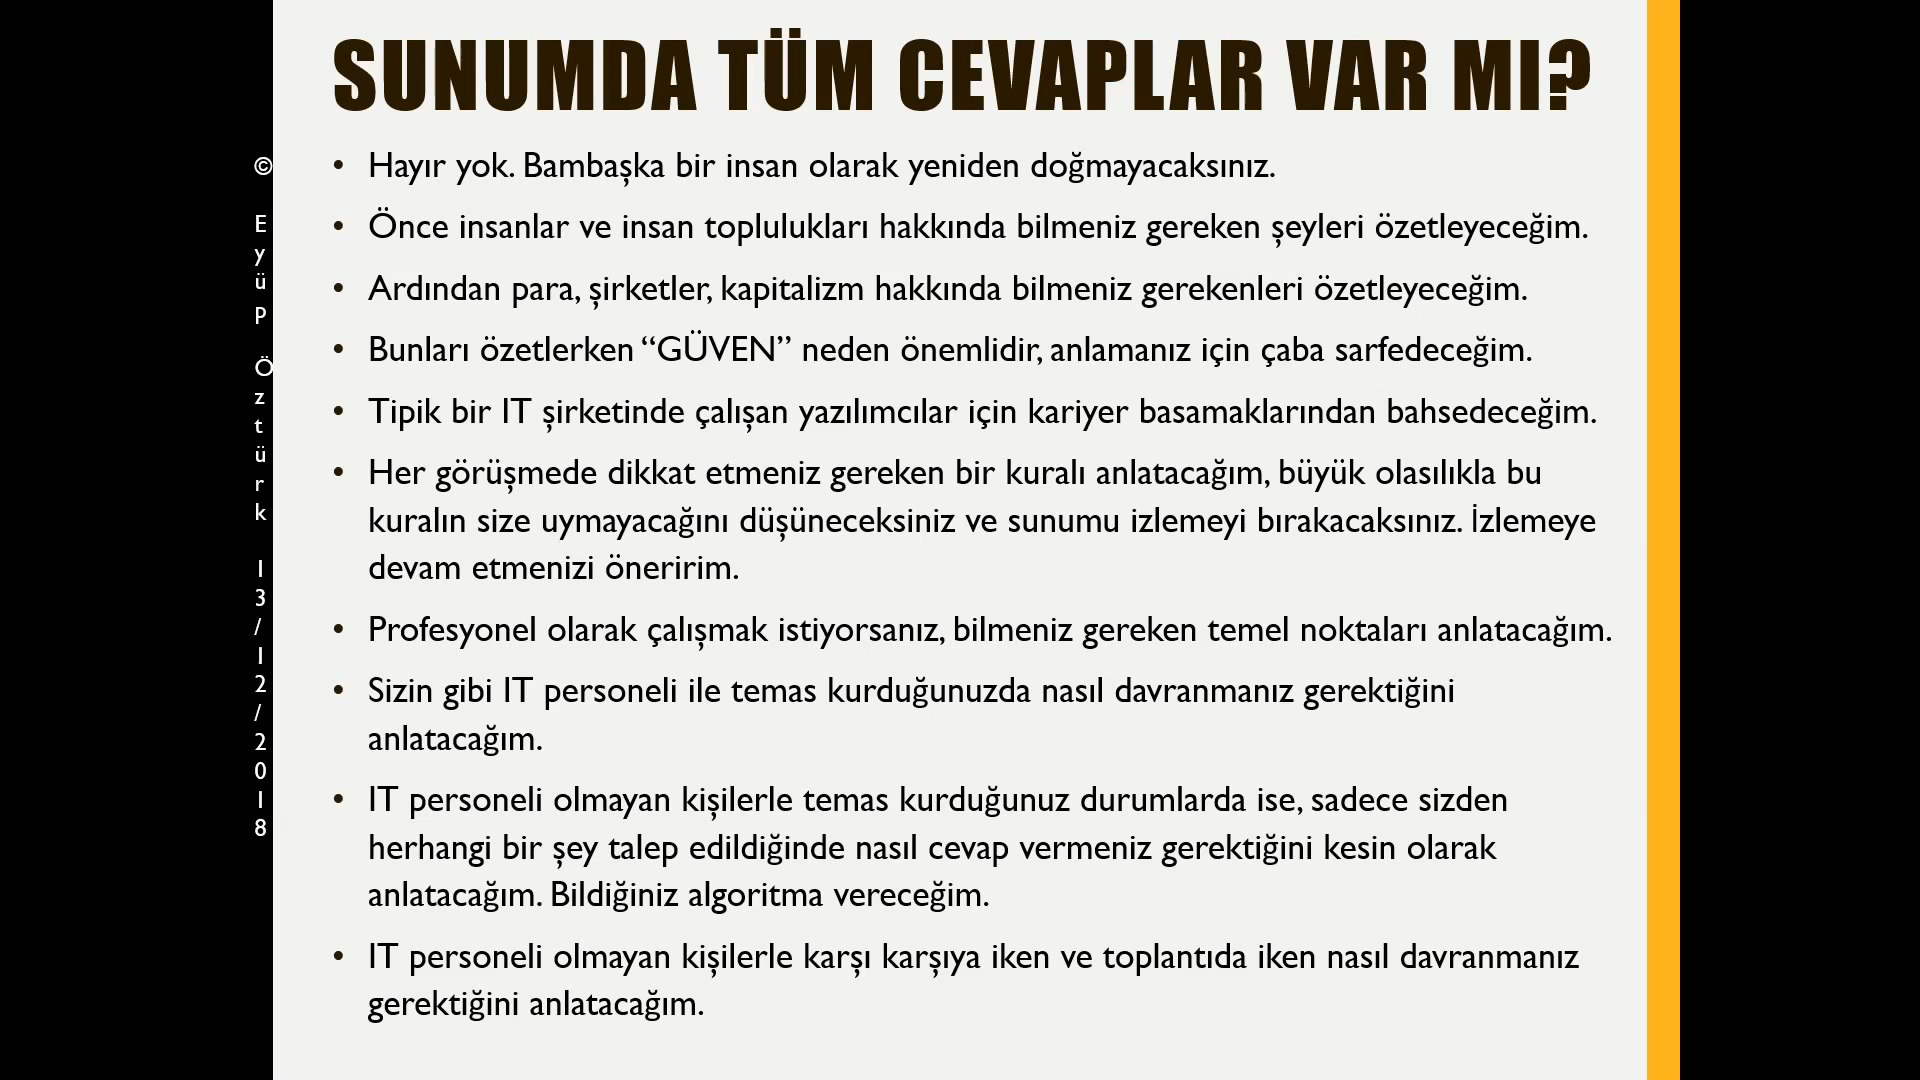 SUNUMDA TÜM CEVAPLAR VAR MI?
• Hayır yok. Bambaşka bir insan olarak yeniden doğmayacaksınız.
• Önce insanlar ve insan toplulukları hakkında bilmeniz gereken şeyleri özetleyeceğim.
• Ardından para, şirketler, kapitalizm hakkında bilmeniz gerekenleri özetleyeceğim.
• Bunları özetlerken “GÜVEN” neden önemlidir, anlamanız için çaba sarfedeceğim.
• Tipik bir IT şirketinde çalışan yazılımcılar için kariyer basamaklarından bahsedeceğim.
• Her görüşmede dikkat etmeniz gereken bir kuralı anlatacağım, büyük olasılıkla bu
kuralın size uymayacağını düşüneceksiniz ve sunumu izlemeyi bırakacaksınız. İzlemeye
devam etmenizi öneririm.
• Profesyonel olarak çalışmak istiyorsanız, bilmeniz gereken temel noktaları anlatacağım.
• Sizin gibi IT personeli ile temas kurduğunuzda nasıl davranmanız gerektiğini
anlatacağım.
• IT personeli olmayan kişilerle temas kurduğunuz durumlarda ise, sadece sizden
herhangi bir şey talep edildiğinde nasıl cevap vermeniz gerektiğini kesin olarak
anlatacağım. Bildiğiniz algoritma vereceğim.
• IT personeli olmayan kişilerle karşı karşıya iken ve toplantıda iken nasıl davranmanız
gerektiğini anlatacağım.
© Eyüp Öztürk 13/12/2018